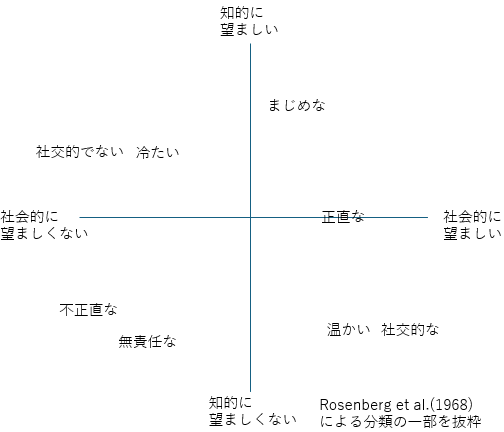 知的に
望ましい
まじめな
社交的でない 冷たい
社会的に
望ましくない
正直な
社会的に
望ましい
不正直な
無責任な
温かい 社交的な
知的に
望ましくない
Rosenberg et al.(1968)
による分類の一部を抜粋